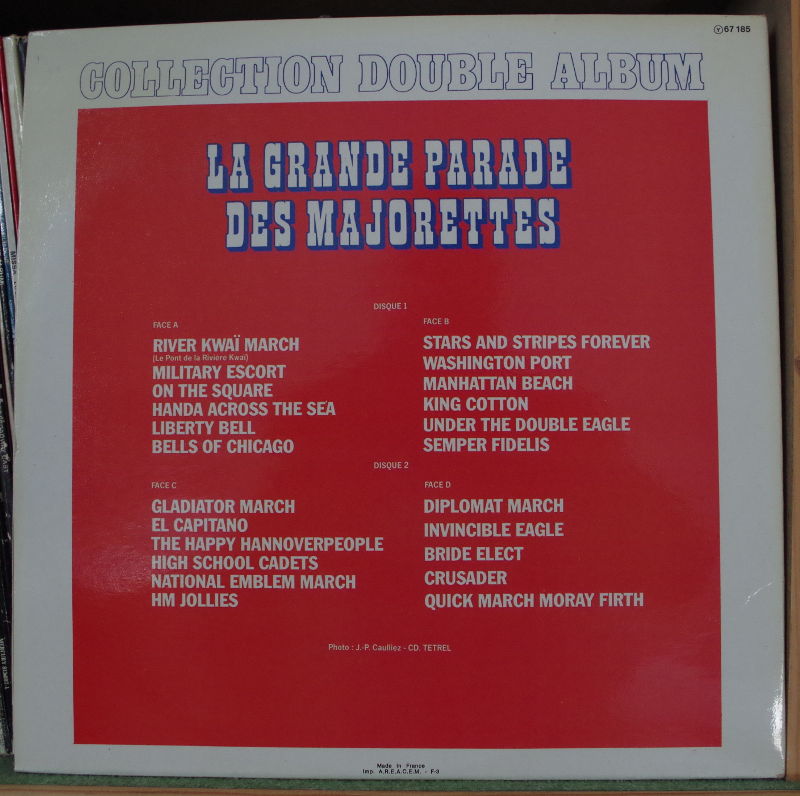 Ⓨ 67 185
COLLECTION DOUBLE ALBUM
LA GRANDE PARADE
DES MAJORETTES
DISQUE 1
FACE A
RIVER KWAÏ MARCH
(Le Pont de la Rivière Kwaï)
MILITARY ESCORT
ON THE SQUARE
HANDA ACROSS THE SEA
LIBERTY BELL
BELLS OF CHICAGO
FACE B
STARS AND STRIPES FOREVER
WASHINGTON PORT
MANHATTAN BEACH
KING COTTON
UNDER THE DOUBLE EAGLE
SEMPER FIDELIS
DISQUE 2
FACE C
GLADIATOR MARCH
EL CAPITANO
THE HAPPY HANNOVERPEOPLE
HIGH SCHOOL CADETS
NATIONAL EMBLEM MARCH
HM JOLLIES
FACE D
DIPLOMAT MARCH
INVINCIBLE EAGLE
BRIDE ELECT
CRUSADER
QUICK MARCH MORAY FIRTH
Photo : J.-P. Caulliez - CD. TETREL
Made in France
Imp. A.R.E.A.C.E.M. - F-3